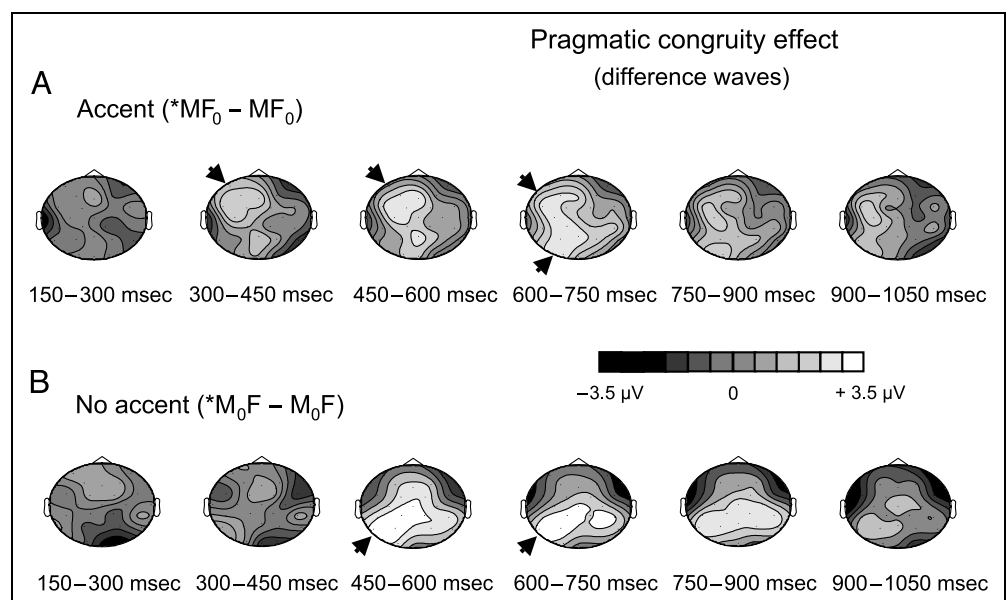 Pragmatic congruity effect
(difference waves)
A
Accent (*MF₀ – MF₀)
150–300 msec 300–450 msec 450–600 msec 600–750 msec 750–900 msec 900–1050 msec
–3.5 µV 0 + 3.5 µV
B
No accent (*M₀F – M₀F)
150–300 msec 300–450 msec 450–600 msec 600–750 msec 750–900 msec 900–1050 msec